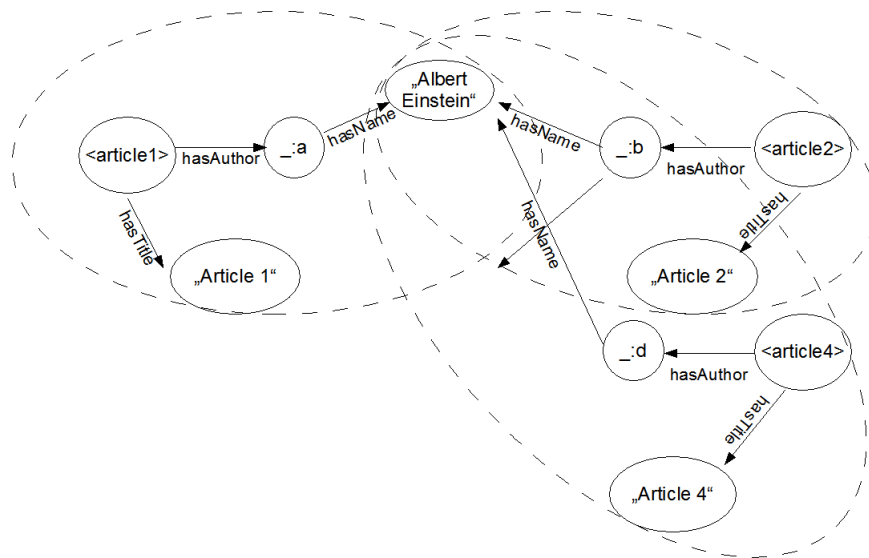 „Albert
Einstein“
<article1>
hasAuthor
_:a
hasName
hasName
_:b
hasAuthor
<article2>
hasTitle
„Article 1“
hasName
hasTitle
„Article 2“
_:d
hasAuthor
<article4>
hasTitle
„Article 4“